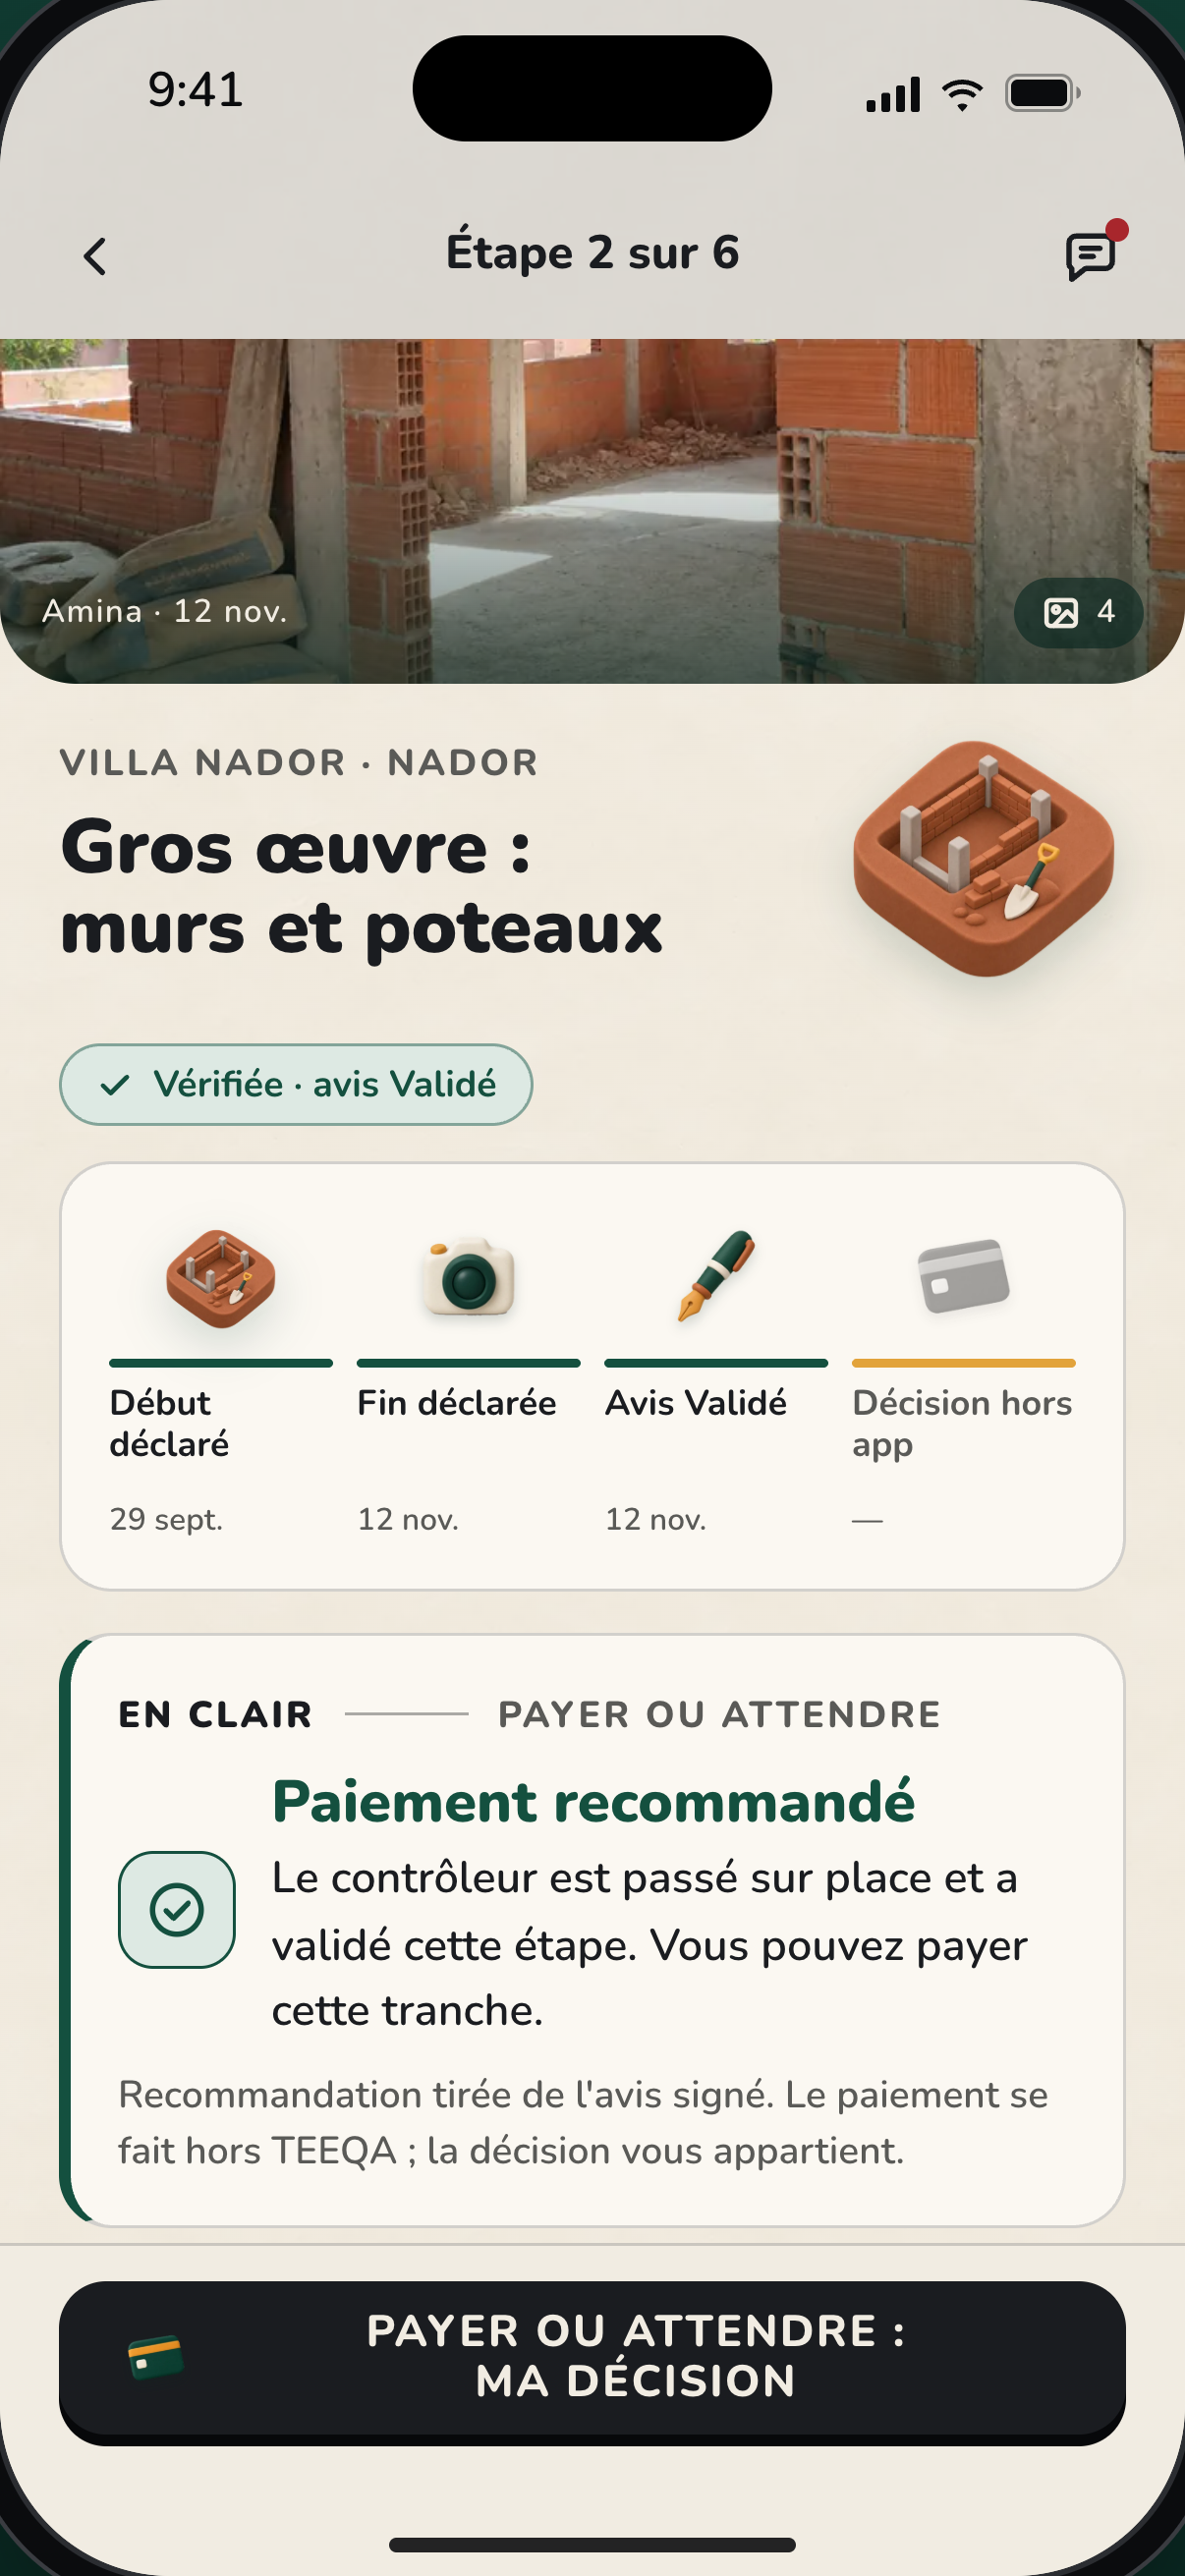 9:41
Étape 2 sur 6
Amina · 12 nov.
4
VILLA NADOR · NADOR
Gros œuvre :
murs et poteaux
Vérifiée · avis Validé
Début
déclaré
29 sept.
Fin déclarée
12 nov.
Avis Validé
12 nov.
Décision hors
app
—
EN CLAIR
PAYER OU ATTENDRE
Paiement recommandé
Le contrôleur est passé sur place et a
validé cette étape. Vous pouvez payer
cette tranche.
Recommandation tirée de l'avis signé. Le paiement se
fait hors TEEQA ; la décision vous appartient.
PAYER OU ATTENDRE :
MA DÉCISION